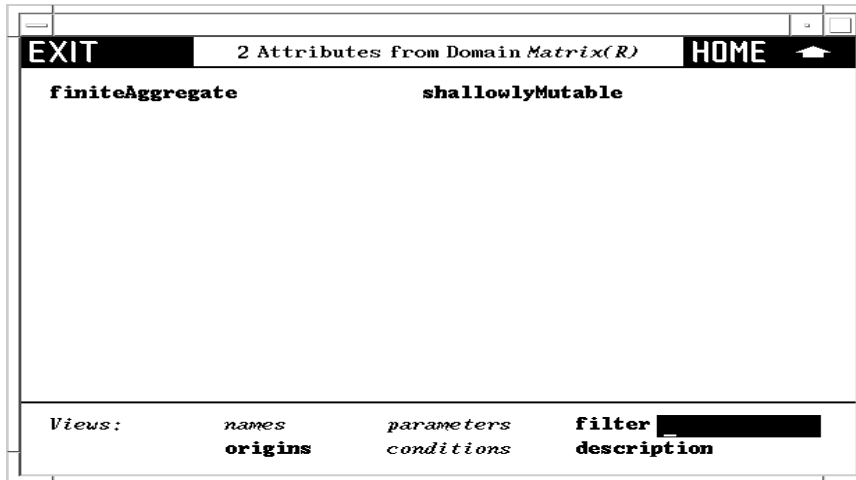 EXIT 2 Attributes from Domain Matrix(R) HOME
finiteAggregate shallowlyMutable
Views: names parameters filter
origins conditions description